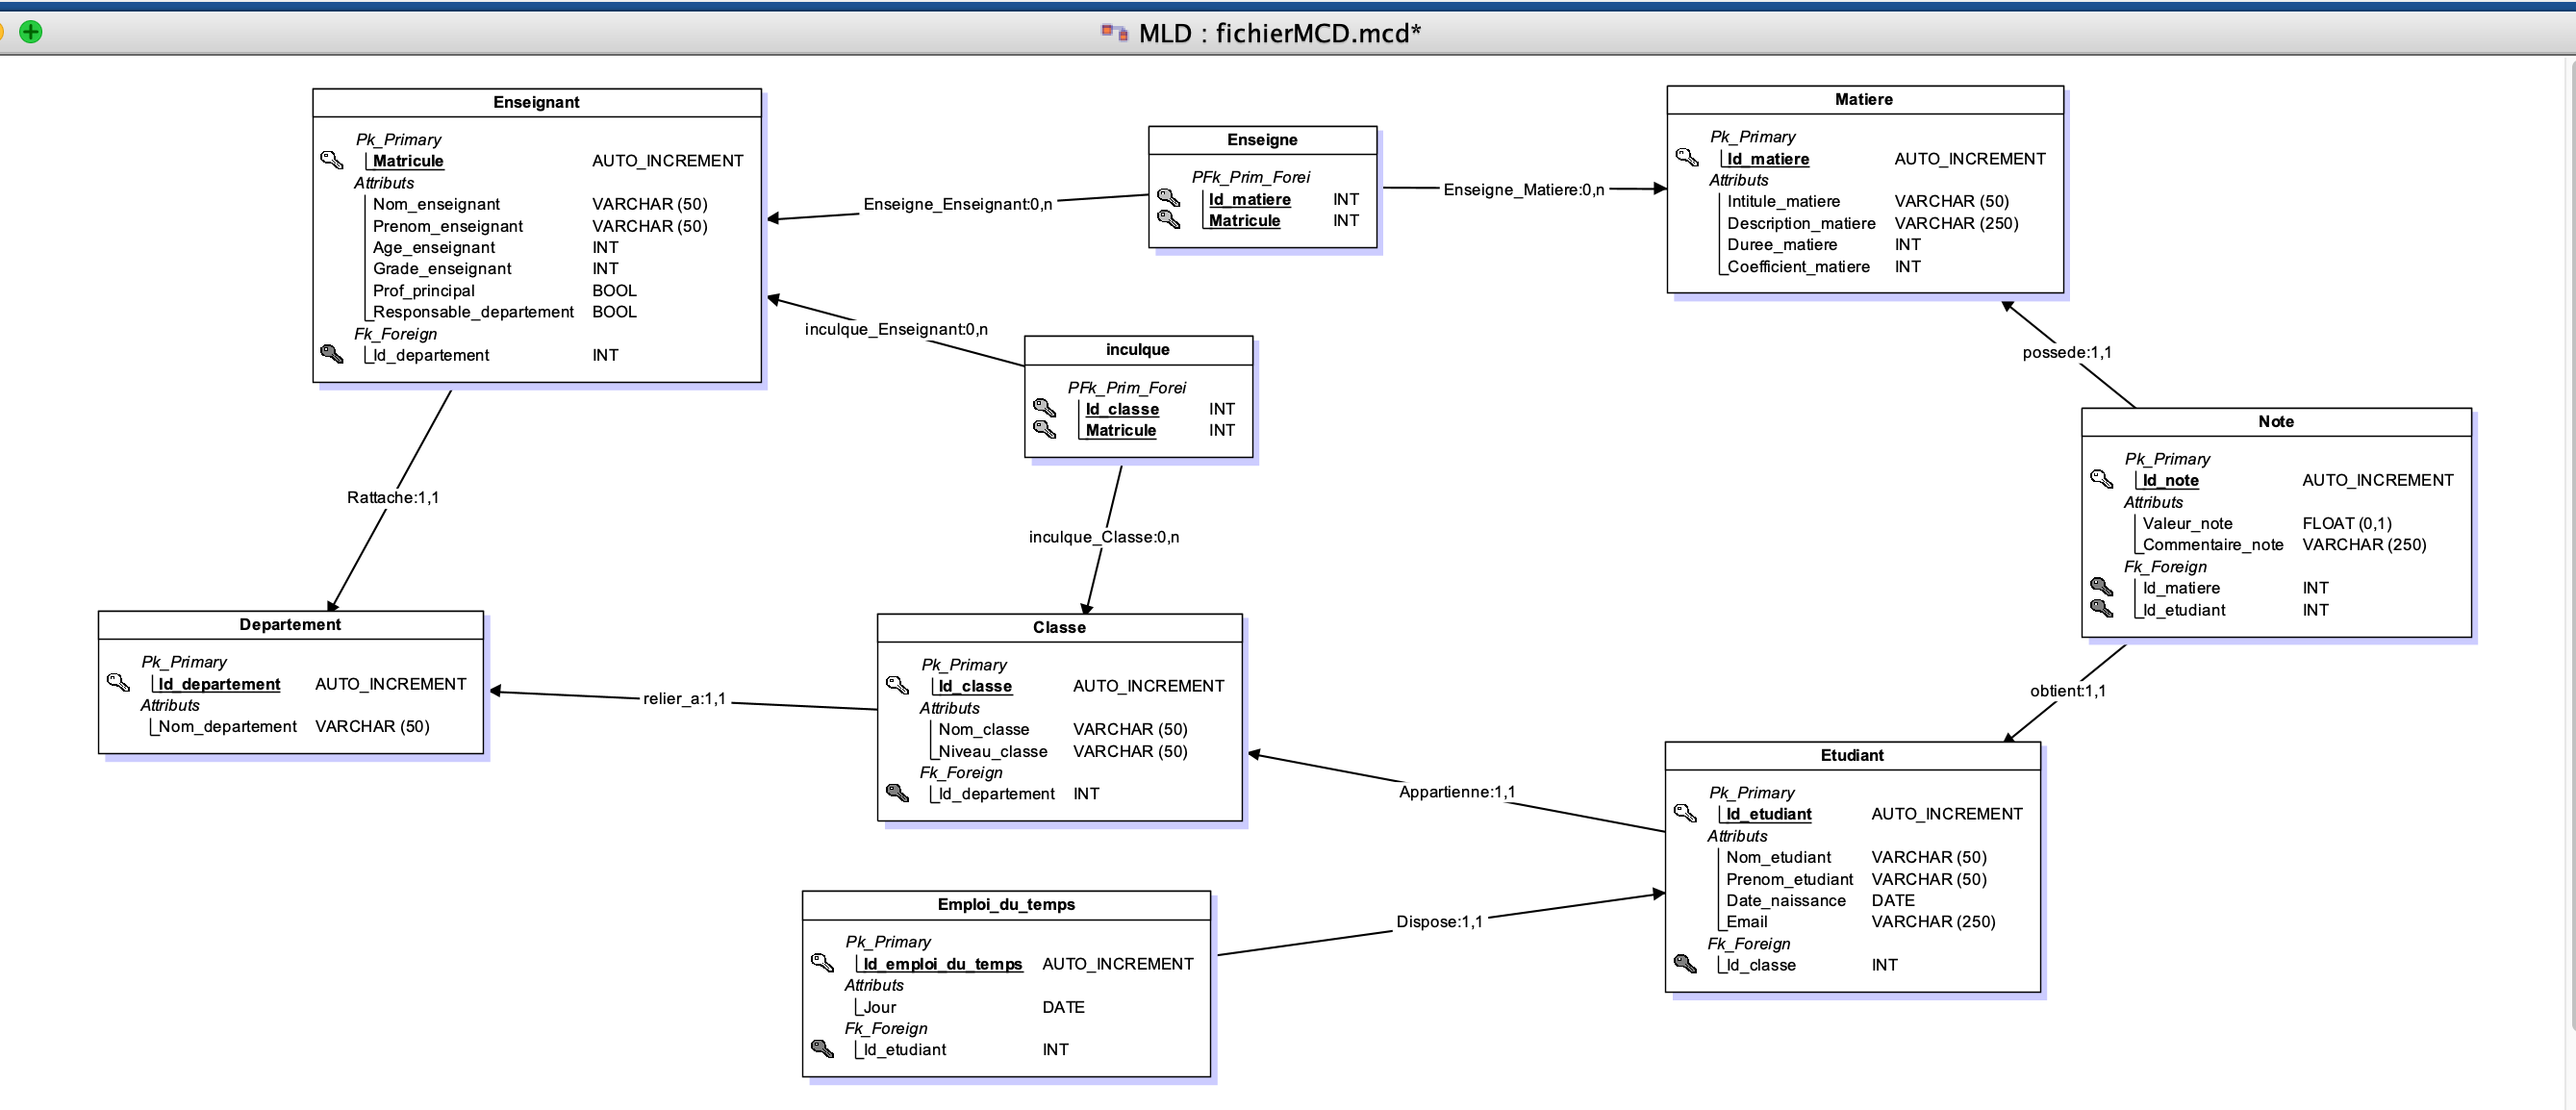 MLD : fichierMCD.mcd*
Enseignant
Pk_Primary
Matricule AUTO_INCREMENT
Attributs
Nom_enseignant VARCHAR (50)
Prenom_enseignant VARCHAR (50)
Age_enseignant INT
Grade_enseignant INT
Prof_principal BOOL
Responsable_departement BOOL
Fk_Foreign
Id_departement INT
Enseigne_Enseignant:0,n
Enseigne
PFk_Prim_Forei
Id_matiere INT
Matricule INT
Enseigne_Matiere:0,n
Matiere
Pk_Primary
Id_matiere AUTO_INCREMENT
Attributs
Intitule_matiere VARCHAR (50)
Description_matiere VARCHAR (250)
Duree_matiere INT
Coefficient_matiere INT
inculque_Enseignant:0,n
inculque
PFk_Prim_Forei
Id_classe INT
Matricule INT
possede:1,1
Note
Pk_Primary
Id_note AUTO_INCREMENT
Attributs
Valeur_note FLOAT (0,1)
Commentaire_note VARCHAR (250)
Fk_Foreign
Id_matiere INT
Id_etudiant INT
Rattache:1,1
inculque_Classe:0,n
Departement
Pk_Primary
Id_departement AUTO_INCREMENT
Attributs
Nom_departement VARCHAR (50)
relier_a:1,1
Classe
Pk_Primary
Id_classe AUTO_INCREMENT
Attributs
Nom_classe VARCHAR (50)
Niveau_classe VARCHAR (50)
Fk_Foreign
Id_departement INT
obtient:1,1
Appartienne:1,1
Etudiant
Pk_Primary
Id_etudiant AUTO_INCREMENT
Attributs
Nom_etudiant VARCHAR (50)
Prenom_etudiant VARCHAR (50)
Date_naissance DATE
Email VARCHAR (250)
Fk_Foreign
Id_classe INT
Emploi_du_temps
Pk_Primary
Id_emploi_du_temps AUTO_INCREMENT
Attributs
Jour DATE
Fk_Foreign
Id_etudiant INT
Dispose:1,1